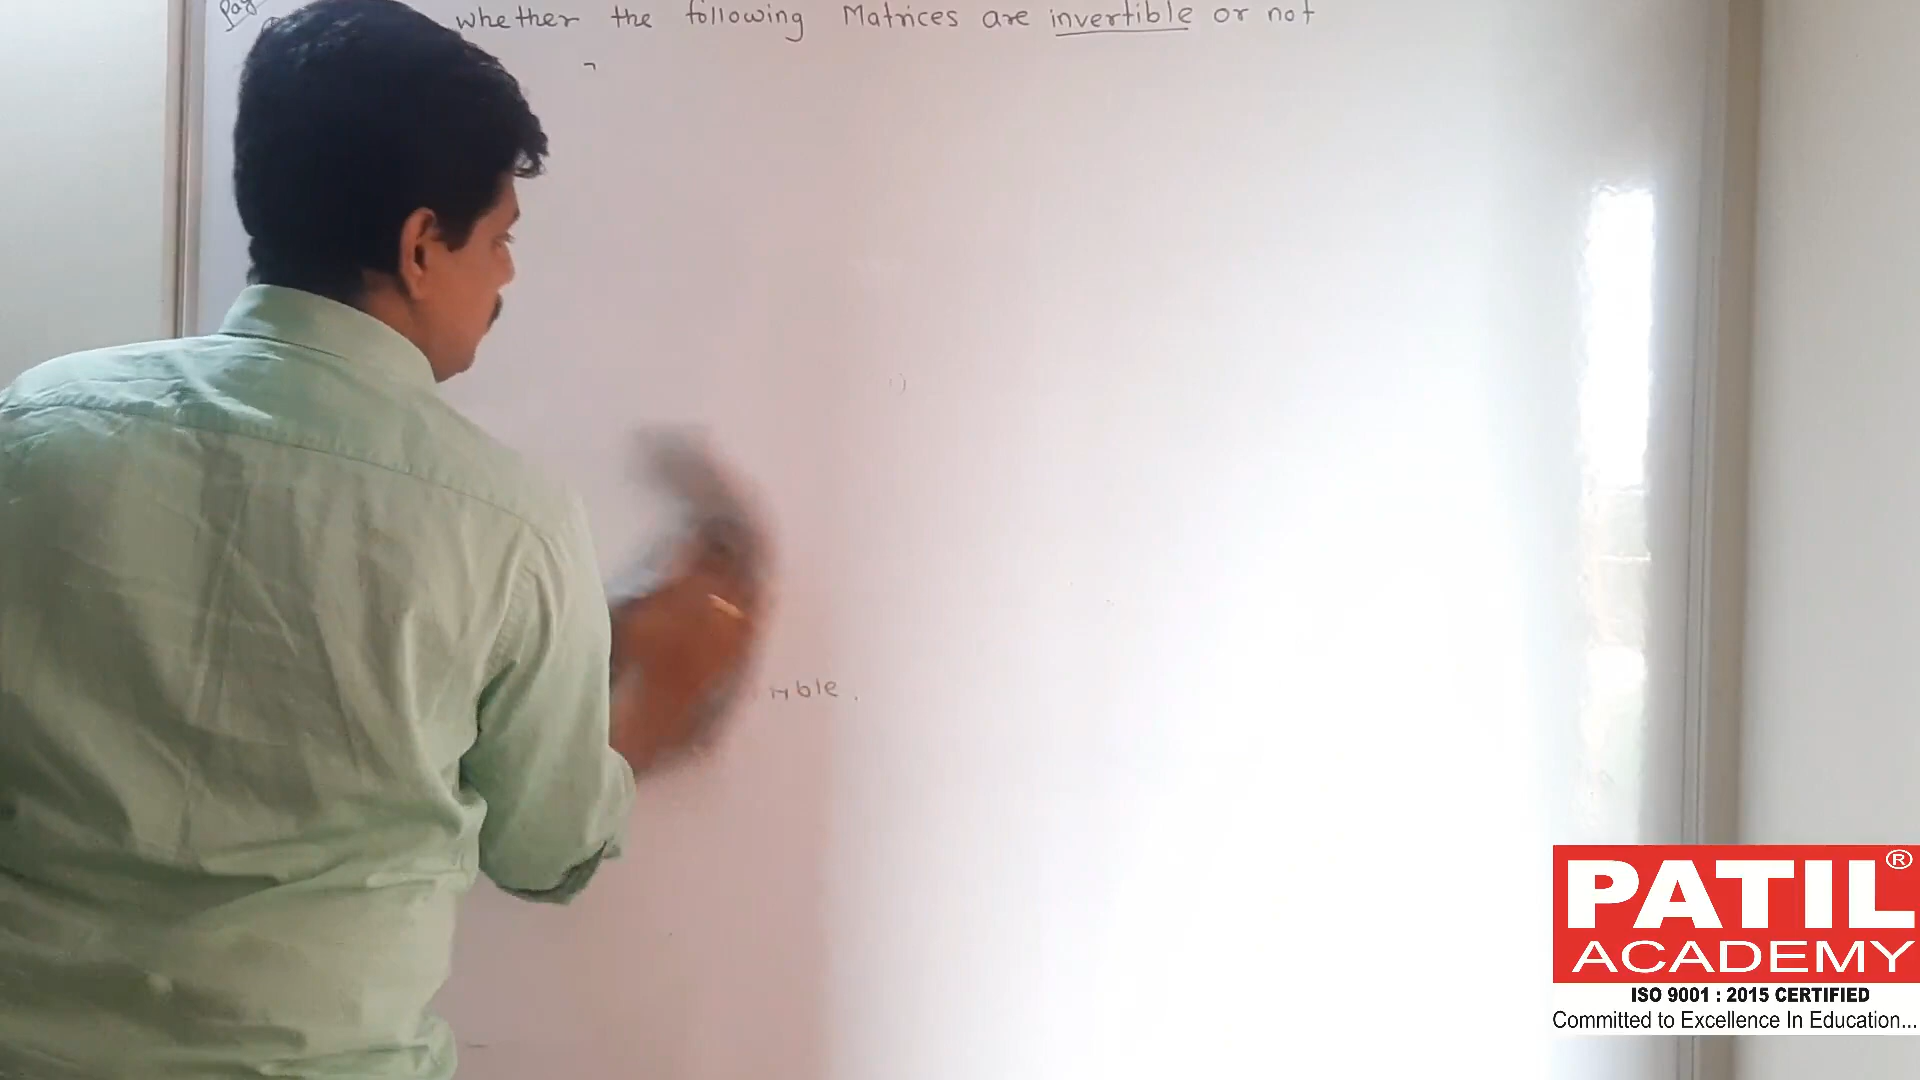 whether the following Matrices are invertible or not
PATIL®
ACADEMY
ISO 9001 : 2015 CERTIFIED
Committed to Excellence In Education...